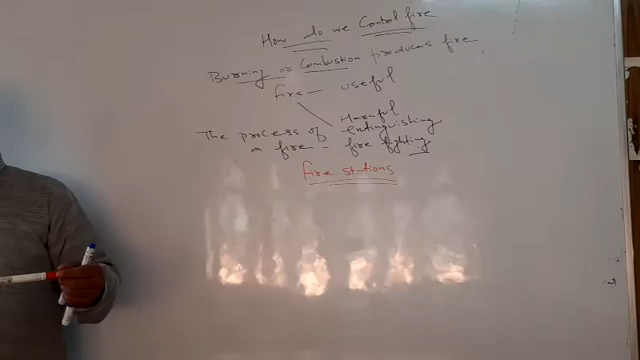 How do we Control fire
Burning or Combustion produces fire,
fire — useful
Harmful
The process of extinguishing
a fire — fire fighting
fire stations